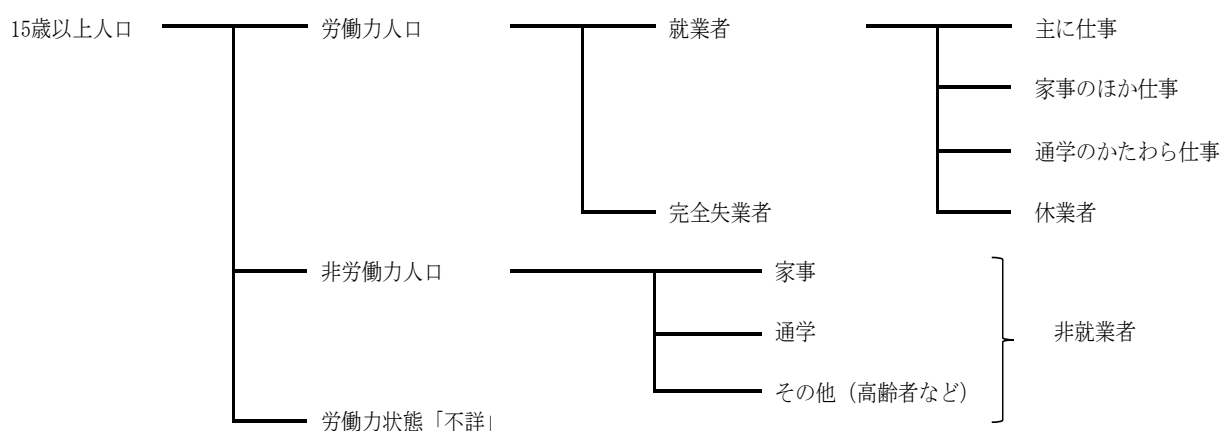 15歳以上人口 労働力人口 就業者 主に仕事
家事のほか仕事
通学のかたわら仕事
完全失業者 休業者
非労働力人口 家事
通学 非就業者
その他（高齢者など）
労働力状態「不詳」